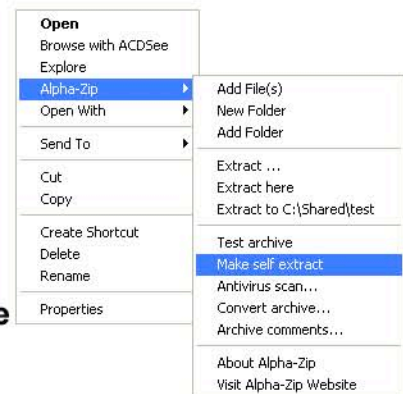 Open
Browse with ACDSee
Explore
Alpha-Zip
Open With
Send To
Cut
Copy
Create Shortcut
Delete
Rename
Properties
Add File(s)
New Folder
Add Folder
Extract ...
Extract here
Extract to C:\Shared\test
Test archive
Make self extract
Antivirus scan...
Convert archive...
Archive comments...
About Alpha-Zip
Visit Alpha-Zip Website
e